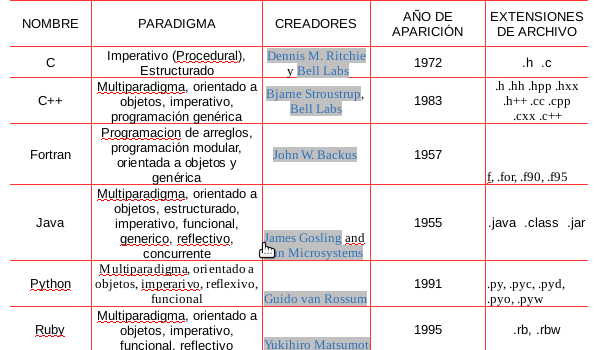 NOMBRE PARADIGMA CREADORES AÑO DE APARICIÓN EXTENSIONES DE ARCHIVO
C
Imperativo (Procedural),
Estructurado
Dennis M. Ritchie
y Bell Labs
1972
.h .c
C++
Multiparadigma, orientado a
objetos, imperativo,
programación genérica
Bjarne Stroustrup,
Bell Labs
1983
.h .hh .hpp .hxx
.h++ .cc .cpp
.cxx .c++
Fortran
Programacion de arreglos,
programación modular,
orientada a objetos y
genérica
John W. Backus
1957
f, .for, .f90, .f95
Java
Multiparadigma, orientado a
objetos, estructurado,
imperativo, funcional,
generico, reflectivo,
concurrente
James Gosling and
Microsystems
1955
.java .class .jar
Python
Multiparadigma, orientado a
objetos, imperarivo, reflexivo,
funcional
Guido van Rossum
1991
.py, .pyc, .pyd,
.pyo, .pyw
Ruby
Multiparadigma, orientado a
objetos, imperativo,
funcional, reflectivo
Yukihiro Matsumot
1995
.rb, .rbw